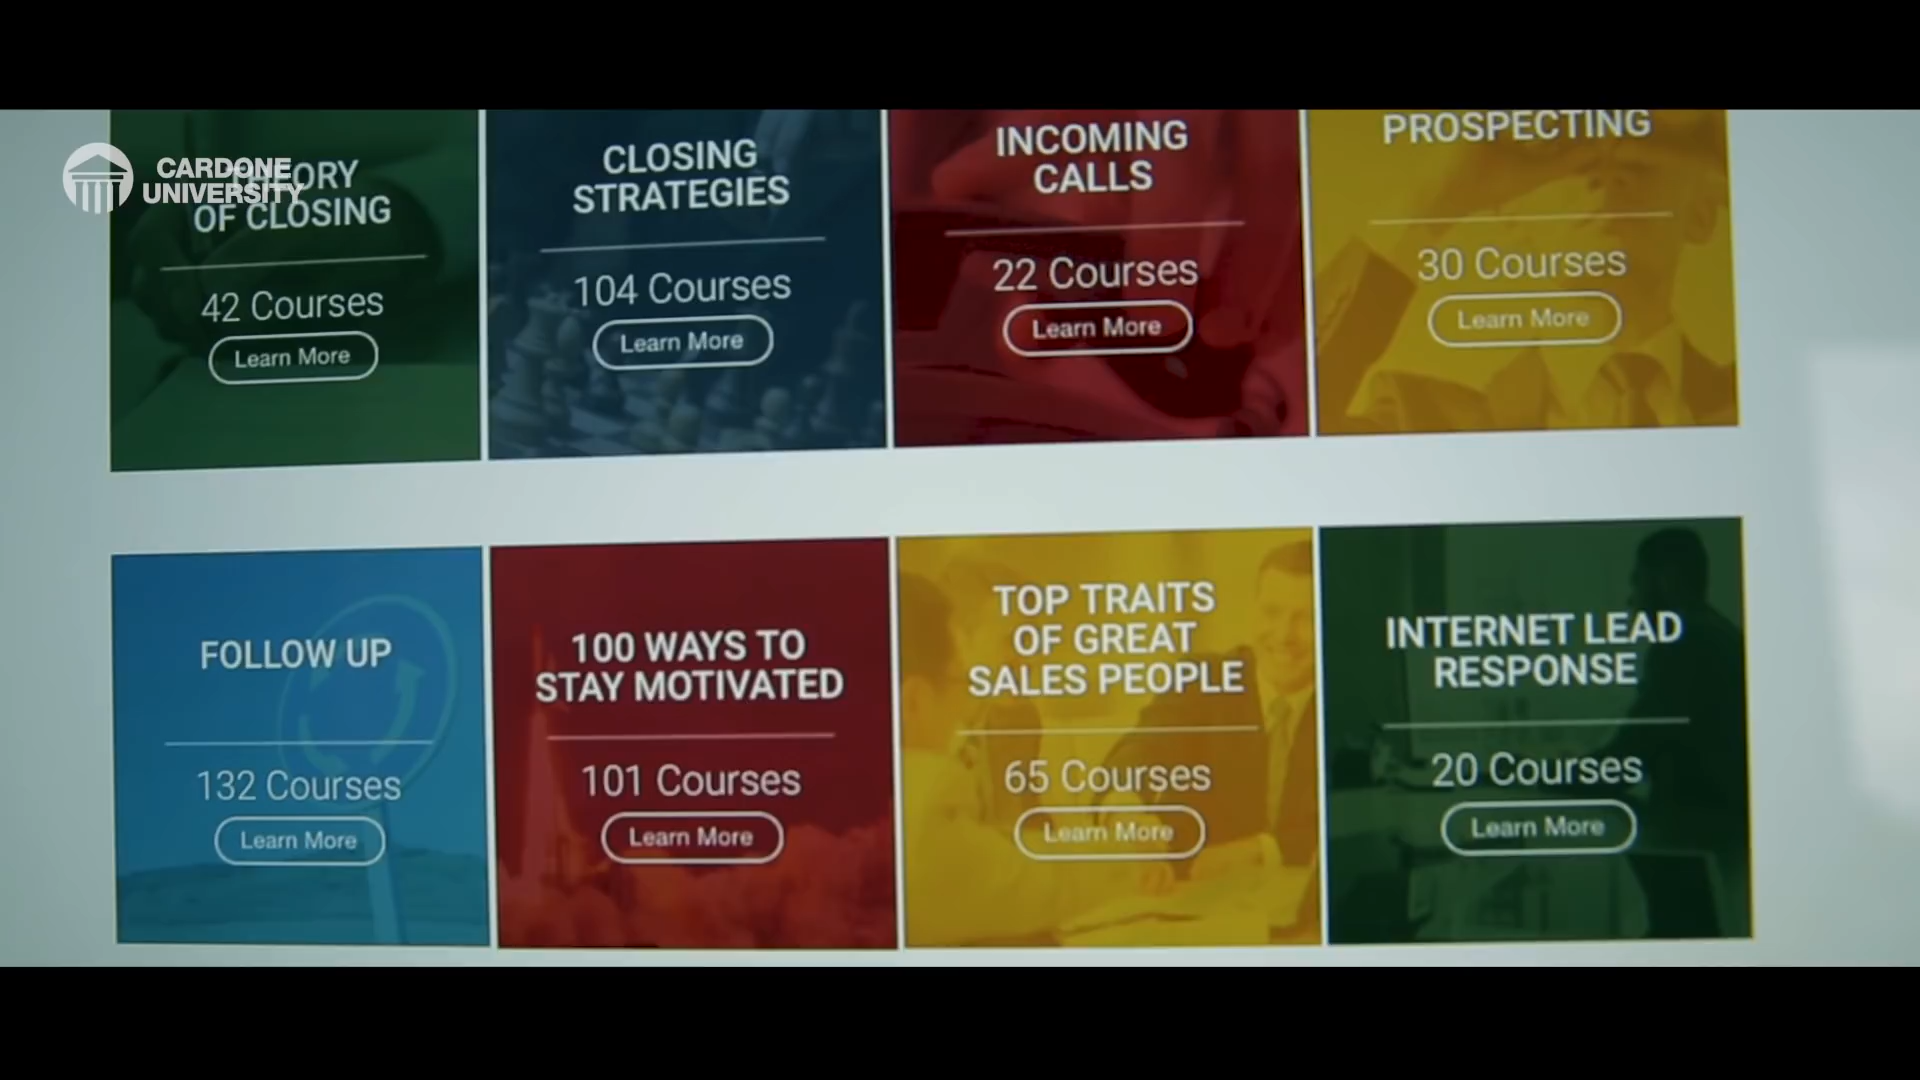 CARDONE
UNIVERSITY
THEORY
OF CLOSING
42 Courses
Learn More
CLOSING
STRATEGIES
104 Courses
Learn More
INCOMING
CALLS
22 Courses
Learn More
PROSPECTING
30 Courses
Learn More
FOLLOW UP
132 Courses
Learn More
100 WAYS TO
STAY MOTIVATED
101 Courses
Learn More
TOP TRAITS
OF GREAT
SALES PEOPLE
65 Courses
Learn More
INTERNET LEAD
RESPONSE
20 Courses
Learn More